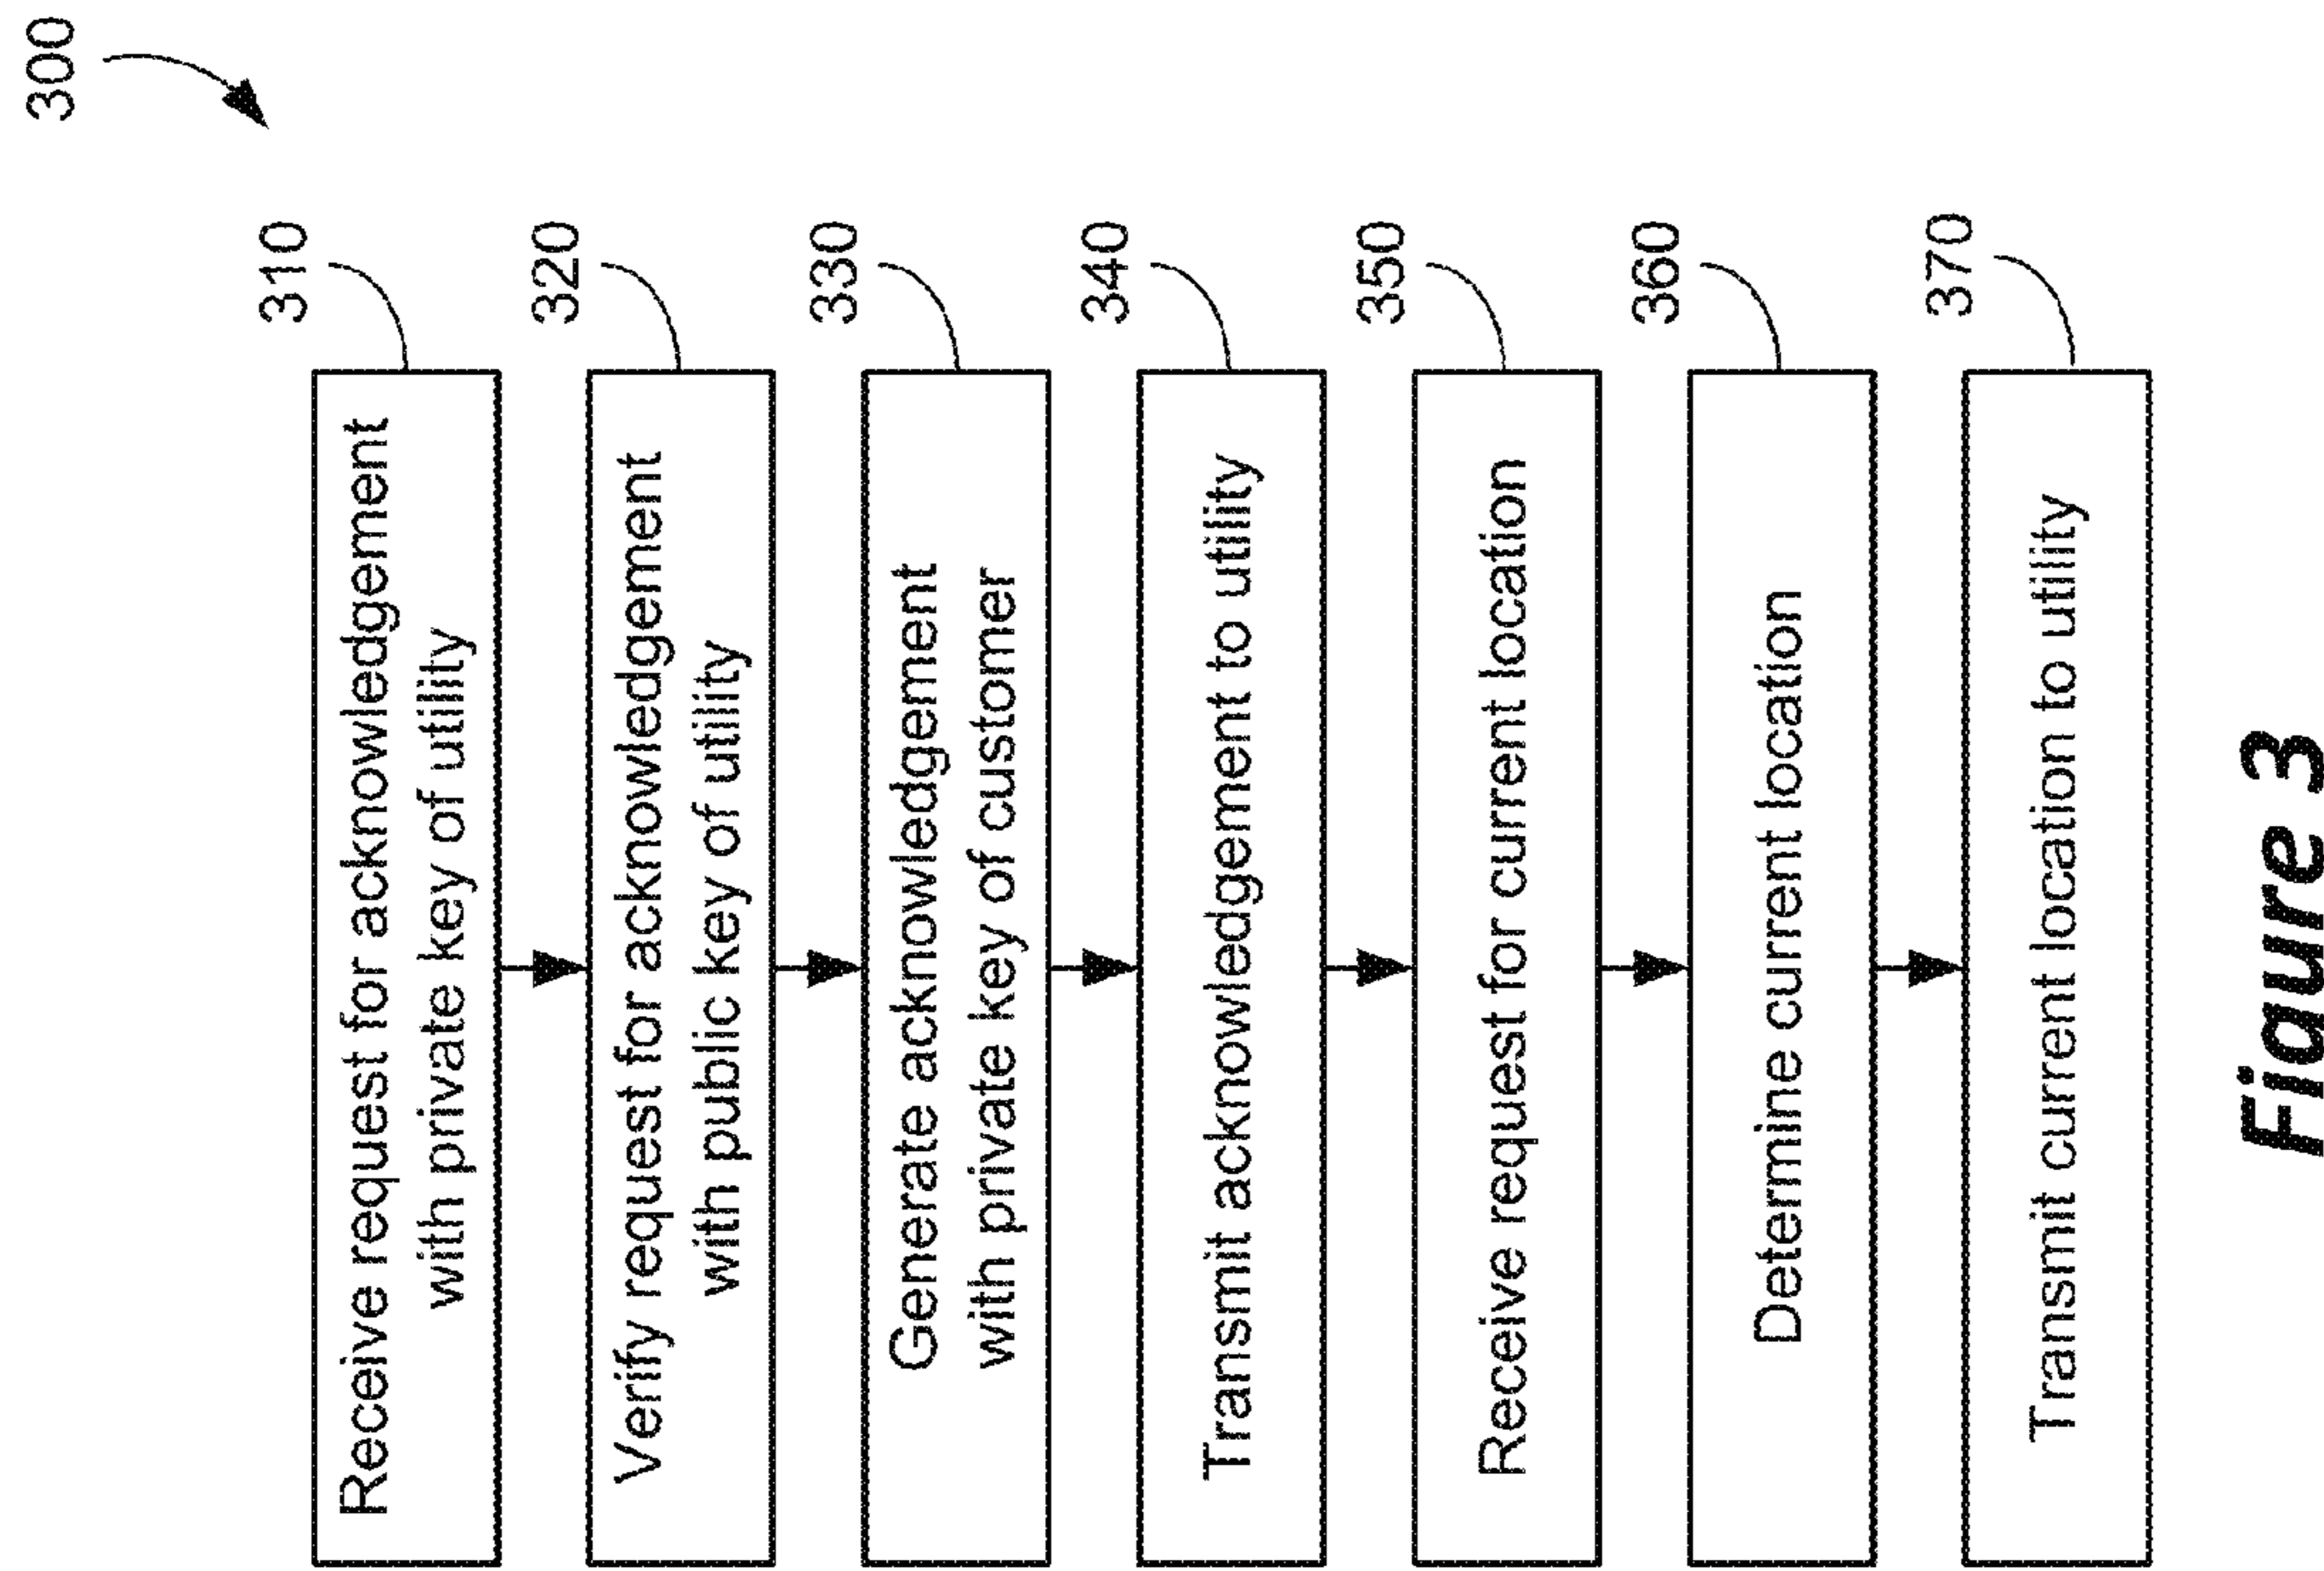 300
310
Receive request for acknowledgement
with private key of utility
320
Verify request for acknowledgement
with public key of utility
330
Generate acknowledgement
with private key of customer
340
Transmit acknowledgement to utility
350
Receive request for current location
360
Determine current location
370
Transmit current location to utility
Figure 3